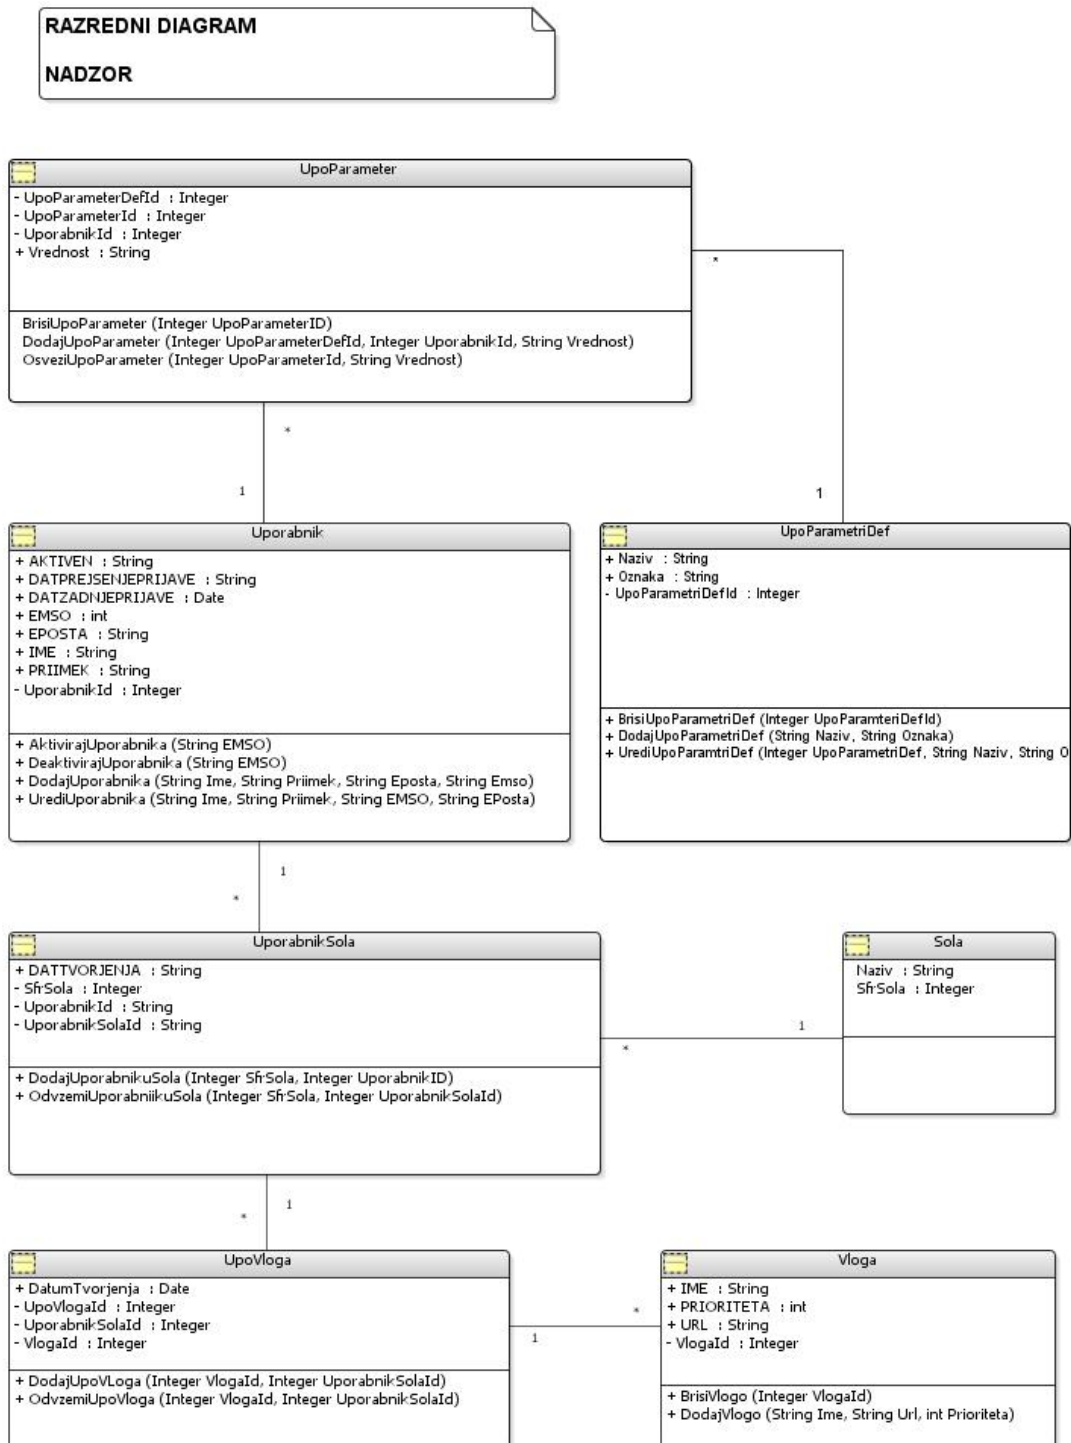 RAZREDNI DIAGRAM
NADZOR
UpoParameter
- UpoParameterDefId : Integer
- UpoParameterId : Integer
- UporabnikId : Integer
+ Vrednost : String
BrisiUpoParameter (Integer UpoParameterID)
DodajUpoParameter (Integer UpoParameterDefId, Integer UporabnikId, String Vrednost)
OsveziUpoParameter (Integer UpoParameterId, String Vrednost)
*
*
1
1
Uporabnik
+ AKTIVEN : String
+ DATPREJSENJEPRIJAVE : String
+ DATZADNJEPRIJAVE : Date
+ EMSO : int
+ EPOSTA : String
+ IME : String
+ PRIIMEK : String
- UporabnikId : Integer
+ AktivirajUporabnika (String EMSO)
+ DeaktivirajUporabnika (String EMSO)
+ DodajUporabnika (String Ime, String Priimek, String Eposta, String Emso)
+ UrediUporabnika (String Ime, String Priimek, String EMSO, String EPosta)
UpoParametriDef
+ Naziv : String
+ Oznaka : String
- UpoParametriDefId : Integer
+ BrisiUpoParametriDef (Integer UpoParamteriDefId)
+ DodajUpoParametriDef (String Naziv, String Oznaka)
+ UrediUpoParamtriDef (Integer UpoParametriDef, String Naziv, String O
1
*
UporabnikSola
+ DATTVORJENJA : String
- SfrSola : Integer
- UporabnikId : String
- UporabnikSolaId : String
+ DodajUporabnikuSola (Integer SfrSola, Integer UporabnikID)
+ OdvzemiUporabniikuSola (Integer SfrSola, Integer UporabnikSolaId)
1
*
Sola
Naziv : String
SfrSola : Integer
1
*
UpoVloga
+ DatumTvorjenja : Date
- UpoVlogaId : Integer
- UporabnikSolaId : Integer
- VlogaId : Integer
+ DodajUpoVLoga (Integer VlogaId, Integer UporabnikSolaId)
+ OdvzemiUpoVloga (Integer VlogaId, Integer UporabnikSolaId)
*
1
Vloga
+ IME : String
+ PRIORITETA : int
+ URL : String
- VlogaId : Integer
+ BrisiVlogo (Integer VlogaId)
+ DodajVlogo (String Ime, String Url, int Prioriteta)